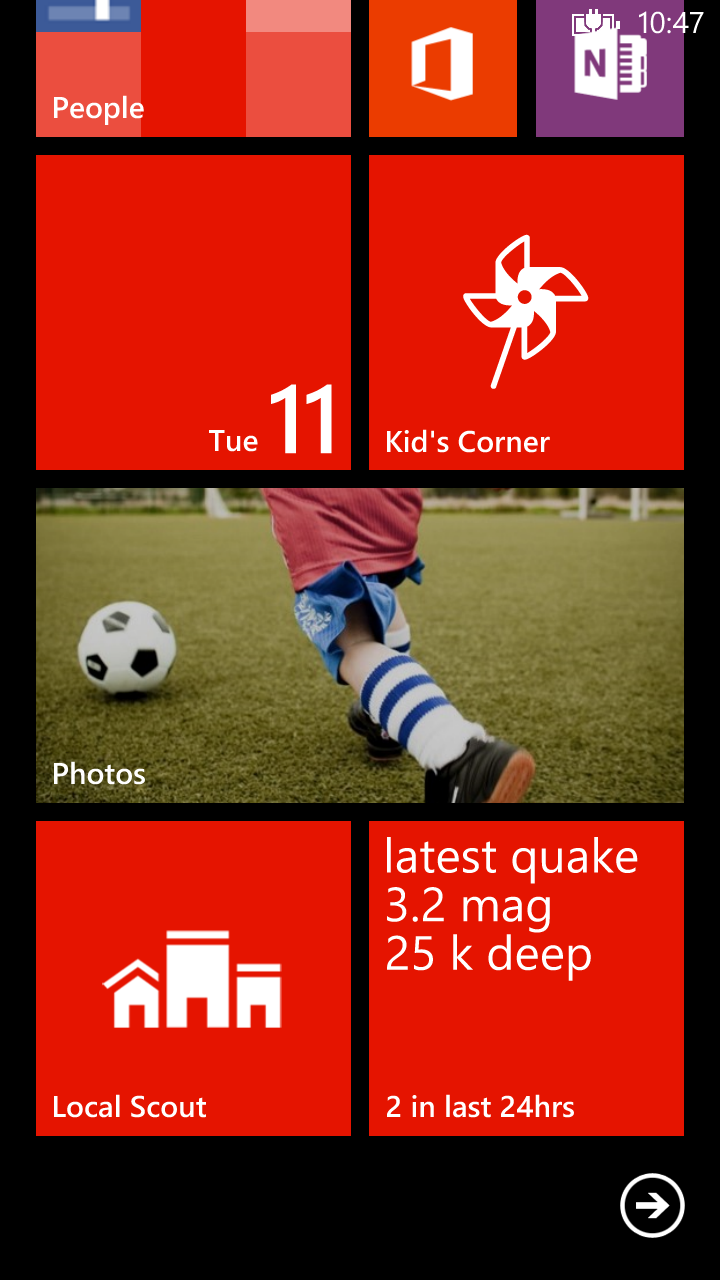 10:47
People
N
Tue 11
Kid's Corner
Photos
latest quake
3.2 mag
25 k deep
Local Scout
2 in last 24hrs